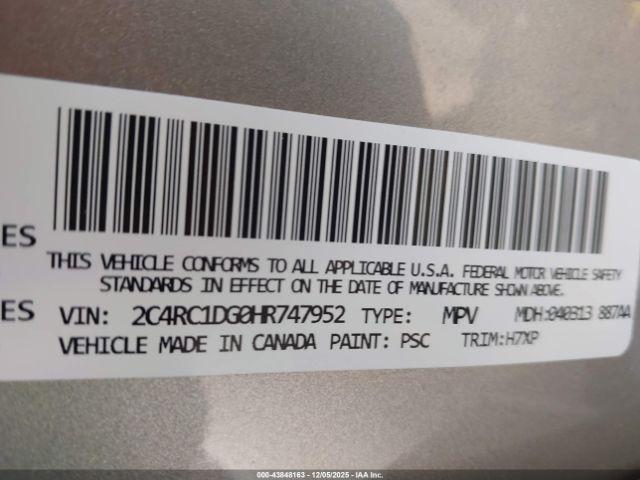 ES
THIS VEHICLE CONFORMS TO ALL APPLICABLE U.S.A. FEDERAL MOTOR VEHICLE SAFETY
STANDARDS IN EFFECT ON THE DATE OF MANUFACTURE SHOWN ABOVE.
ES
VIN: 2C4RC1DG0HR747952 TYPE: MPV MDH:040313 887AA
VEHICLE MADE IN CANADA PAINT: PSC TRIM:H7XP
000-43848163 - 12/05/2025 - IAA Inc.